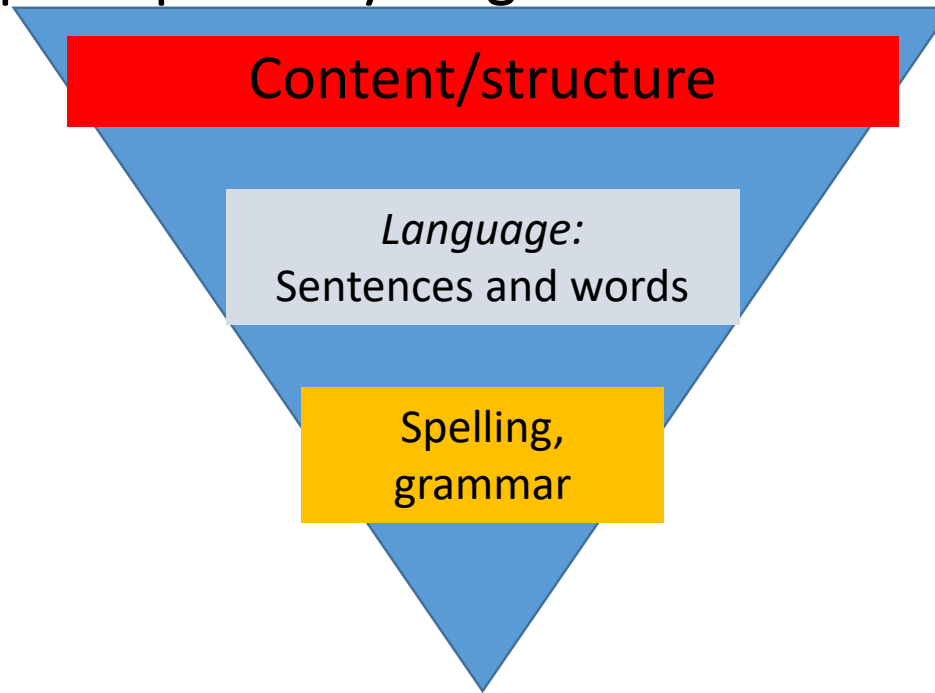 Content/structure
Language:
Sentences and words
Spelling,
grammar